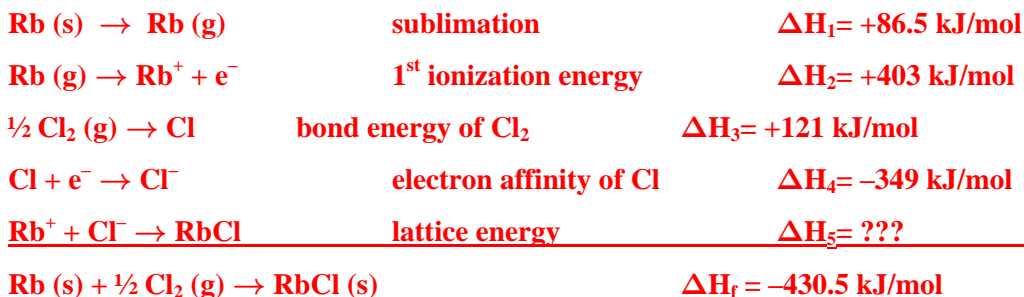 Rb (s) → Rb (g) sublimation ΔH₁= +86.5 kJ/mol
Rb (g) → Rb⁺ + e⁻ 1ˢᵗ ionization energy ΔH₂= +403 kJ/mol
½ Cl₂ (g) → Cl bond energy of Cl₂ ΔH₃= +121 kJ/mol
Cl + e⁻ → Cl⁻ electron affinity of Cl ΔH₄= –349 kJ/mol
Rb⁺ + Cl⁻ → RbCl lattice energy ΔH₅= ???
Rb (s) + ½ Cl₂ (g) → RbCl (s) ΔHf = –430.5 kJ/mol